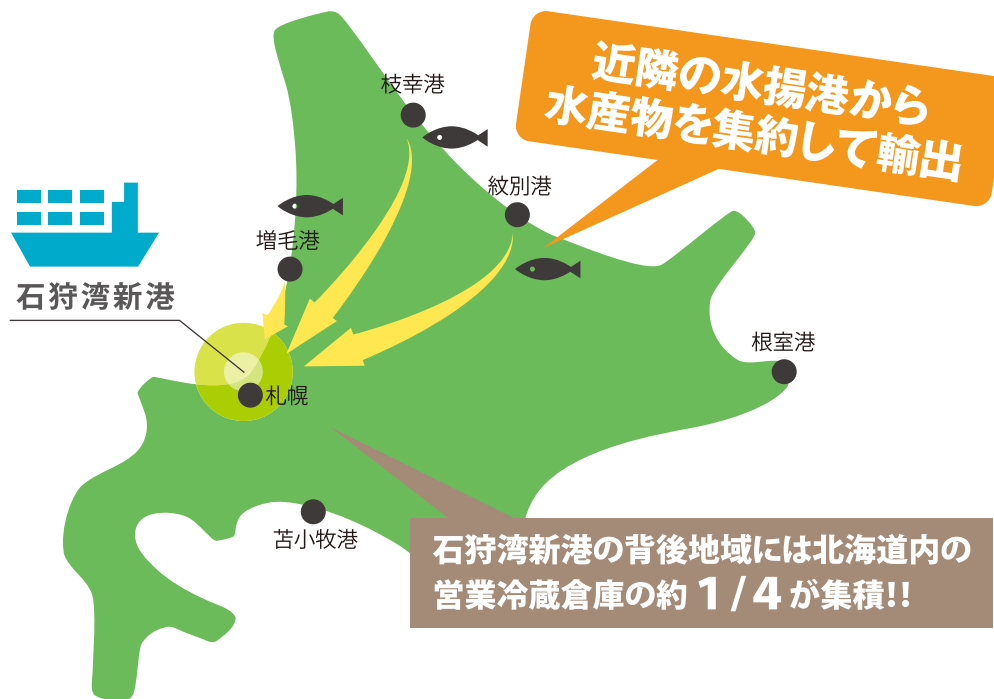 近隣の水揚港から
水産物を集約して輸出
枝幸港
紋別港
増毛港
石狩湾新港
根室港
札幌
苫小牧港
石狩湾新港の背後地域には北海道内の
営業冷蔵倉庫の約1/4が集積!!